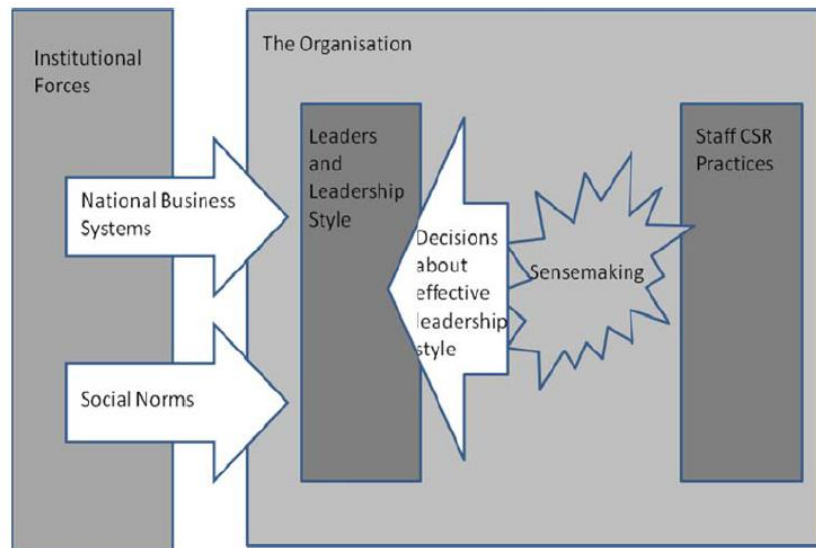 Institutional
Forces
The Organisation
National Business
Systems
Social Norms
Leaders
and
Leadership
Style
Decisions
about
effective
leadership
style
Sensemaking
Staff CSR
Practices